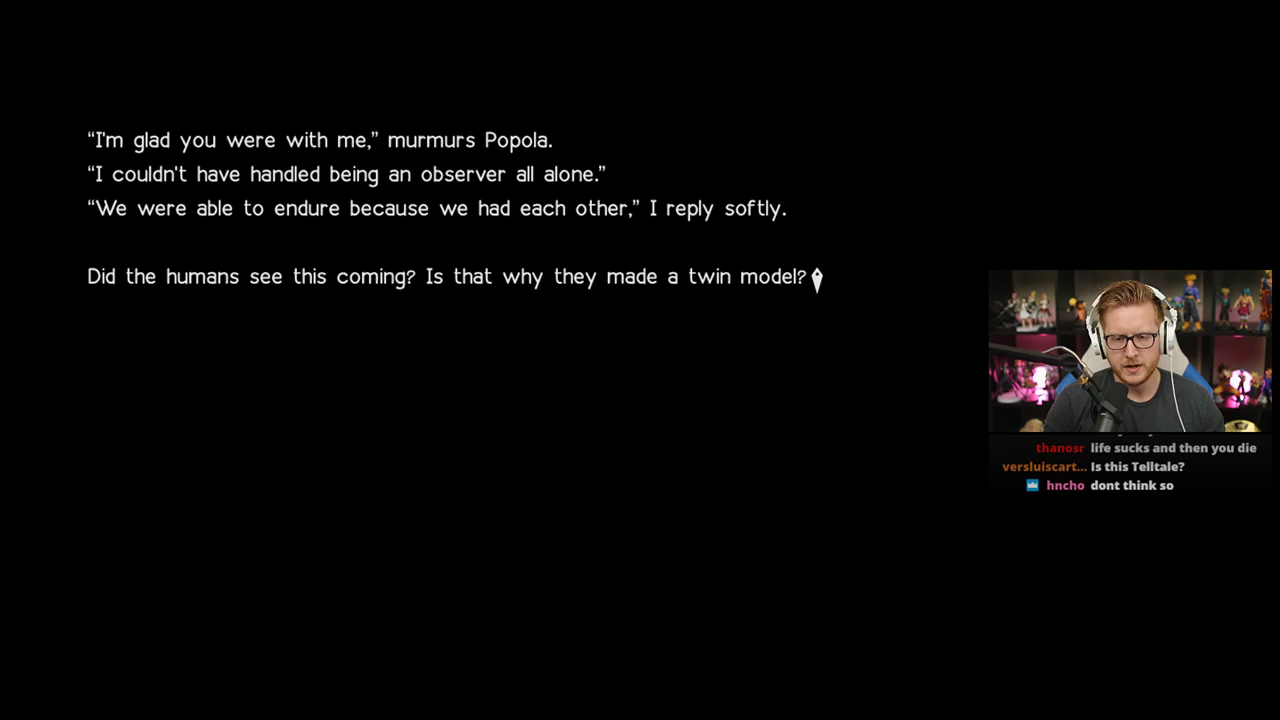 “I'm glad you were with me,” murmurs Popola.
“I couldn't have handled being an observer all alone.”
“We were able to endure because we had each other,” I reply softly.
Did the humans see this coming? Is that why they made a twin model?
thanosr life sucks and then you die
versluiscart... Is this Telltale?
hncho dont think so